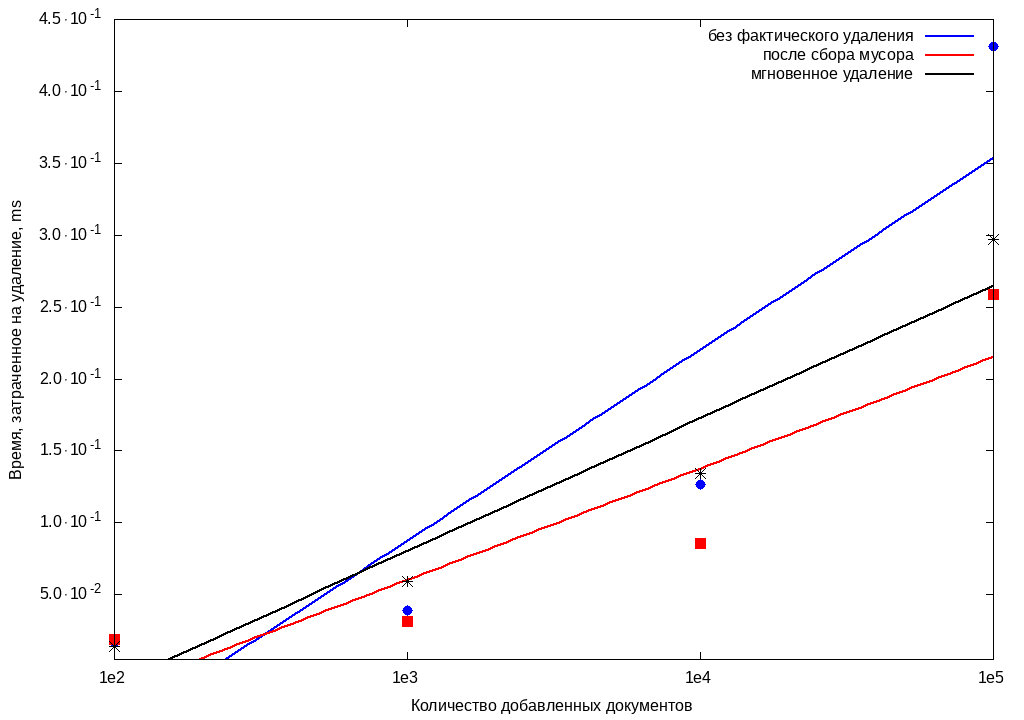 4.5·10⁻¹
4.0·10⁻¹
3.5·10⁻¹
3.0·10⁻¹
2.5·10⁻¹
2.0·10⁻¹
1.5·10⁻¹
1.0·10⁻¹
5.0·10⁻²
Время, затраченное на удаление, ms
без фактического удаления
после сбора мусора
мгновенное удаление
1e2 1e3 1e4 1e5
Количество добавленных документов